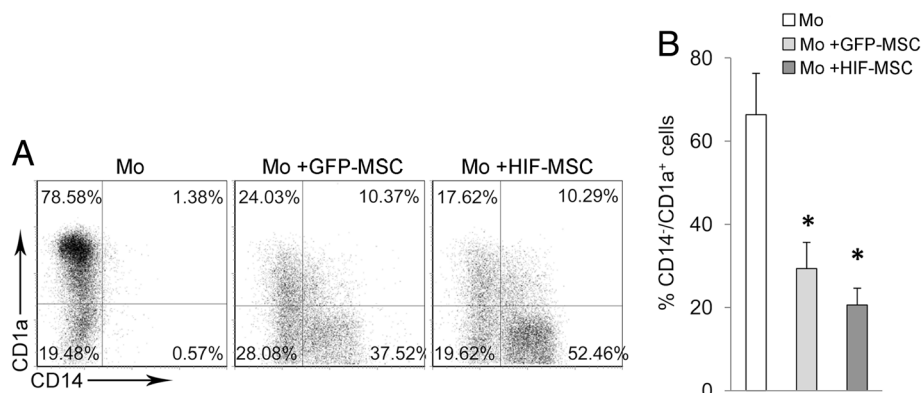 A
Mo
Mo +GFP-MSC
Mo +HIF-MSC
78.58%
1.38%
24.03%
10.37%
17.62%
10.29%
CD1a
19.48%
0.57%
28.08%
37.52%
19.62%
52.46%
CD14
B
Mo
Mo +GFP-MSC
Mo +HIF-MSC
% CD14⁻/CD1a⁺ cells
80
60
40
20
0
*
*